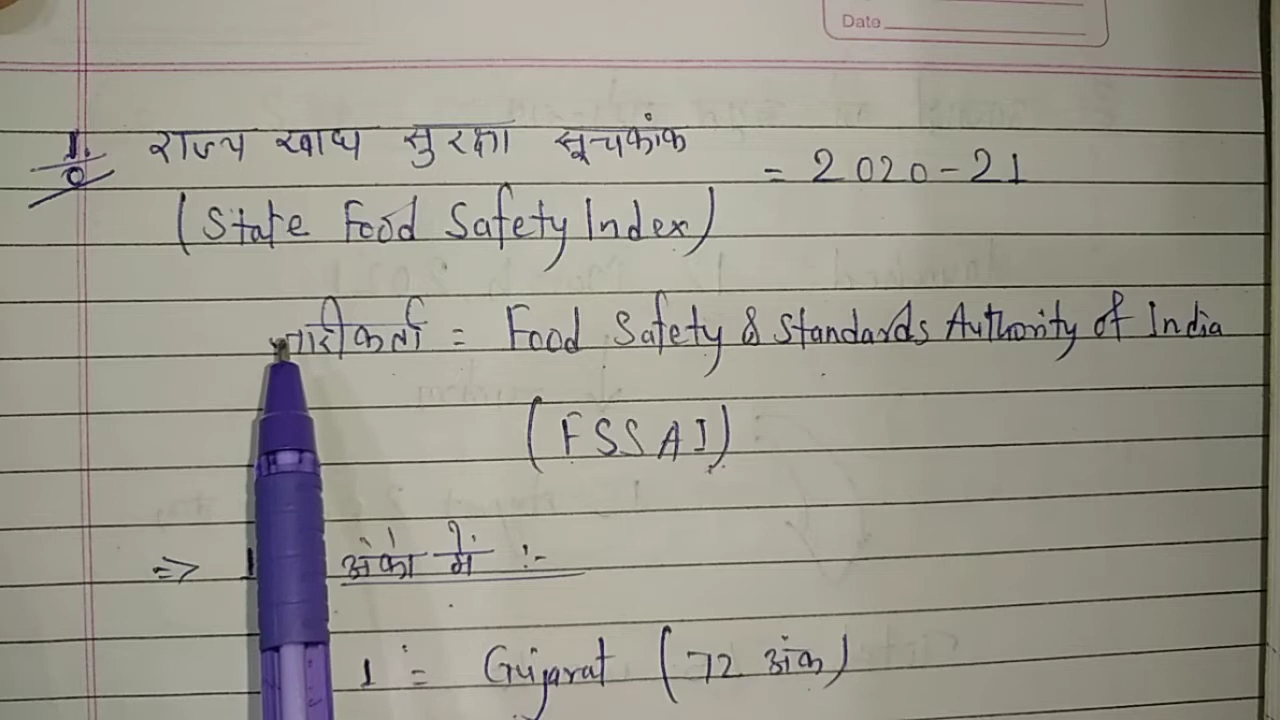 Date
1. राज्य खाद्य सुरक्षा सूचकांक = 2020-21
(State Food Safety Index)
जारीकर्ता = Food Safety & Standards Authority of India
(FSSAI)
=> अंको में :-
1 = Gujarat (72 अंक)